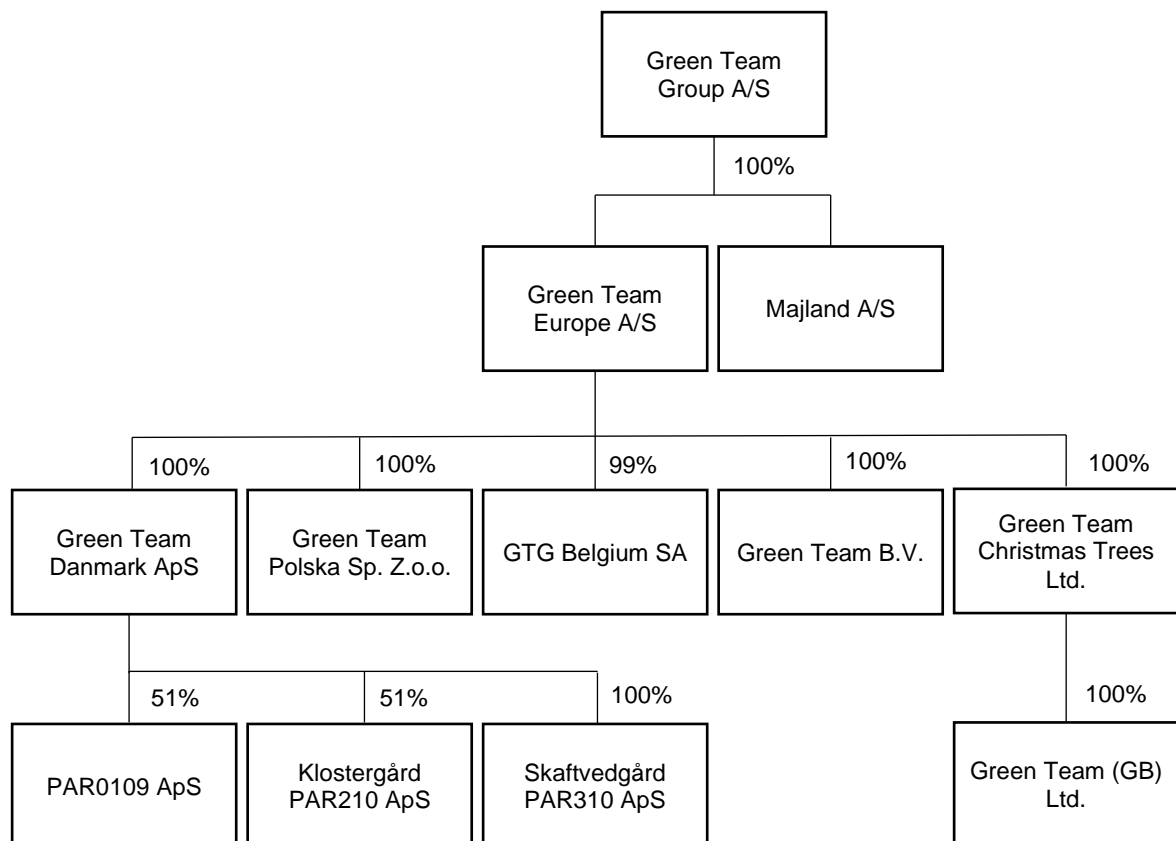 Green Team
Group A/S
100%
Green Team
Europe A/S
Majland A/S
100%
100%
99%
100%
100%
Green Team
Danmark ApS
Green Team
Polska Sp. Z.o.o.
GTG Belgium SA
Green Team B.V.
Green Team
Christmas Trees
Ltd.
51%
51%
100%
100%
PAR0109 ApS
Klostergård
PAR210 ApS
Skaftvedgård
PAR310 ApS
Green Team (GB)
Ltd.